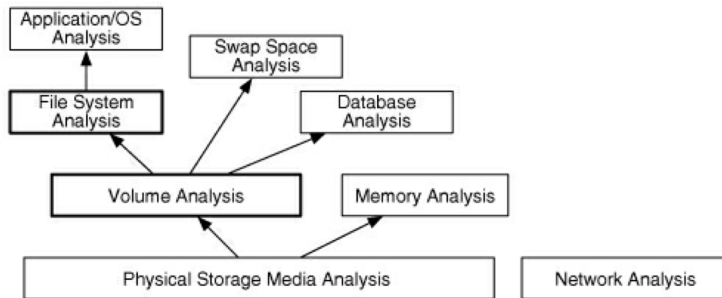 Application/OS
Analysis
Swap Space
Analysis
File System
Analysis
Database
Analysis
Volume Analysis
Memory Analysis
Physical Storage Media Analysis
Network Analysis